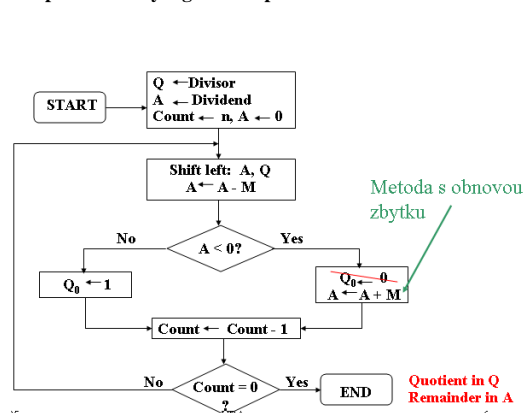 START
Q ←Divisor
A ← Dividend
Count ← n, A ← 0
Shift left: A, Q
A ← A - M
Metoda s obnovou
zbytku
No
A < 0?
Yes
Q₀ ← 1
Q₀ ← 0
A ← A + M
Count ← Count - 1
No
Count = 0
?
Yes
END
Quotient in Q
Remainder in A